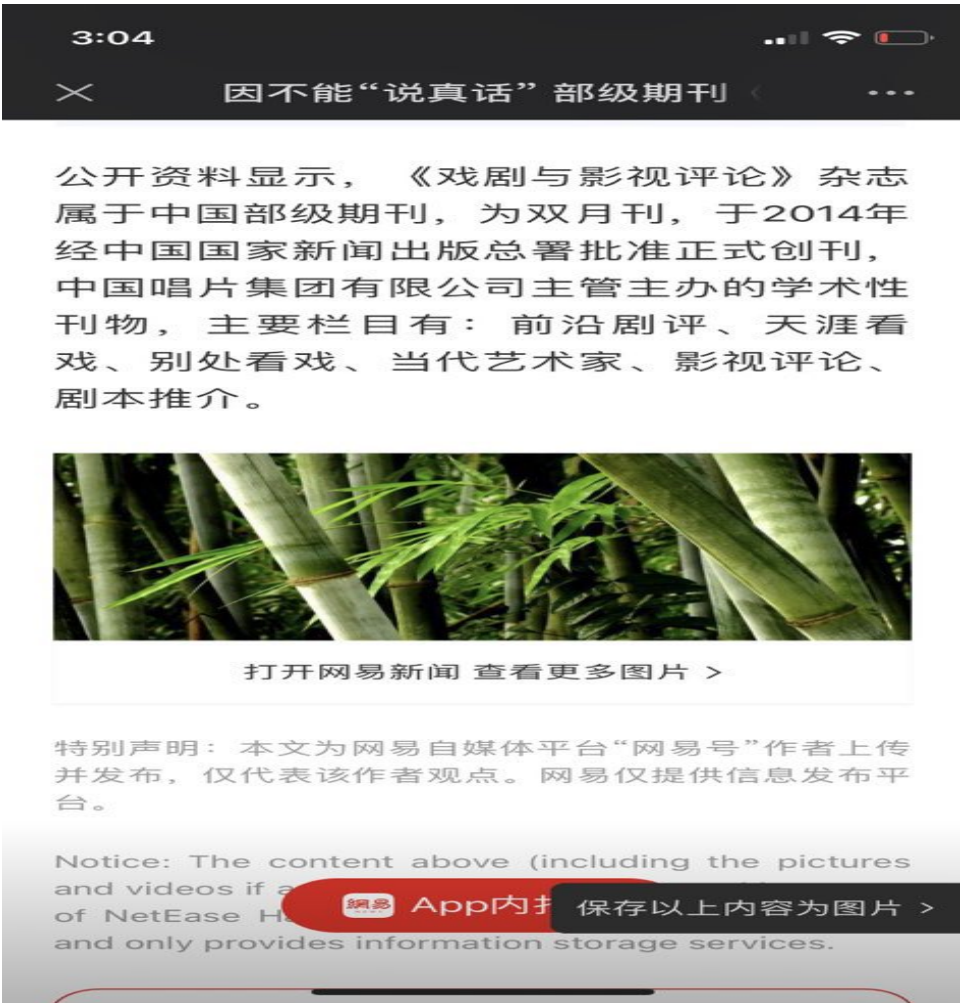 3:04
因不能“说真话” 部级期刊
公开资料显示, 《戏剧与影视评论》杂志
属于中国部级期刊, 为双月刊, 于2014年
经中国国家新闻出版总署批准正式创刊,
中国唱片集团有限公司主管主办的学术性
刊物, 主要栏目有: 前沿剧评、天涯看
戏、别处看戏、当代艺术家、影视评论、
剧本推介。
打开网易新闻 查看更多图片 >
特别声明: 本文为网易自媒体平台“网易号”作者上传
并发布, 仅代表该作者观点。网易仅提供信息发布平
台。
Notice: The content above (including the pictures
and videos if a
of NetEase H
網易 App内打
保存以上内容为图片 >
and only provides information storage services.